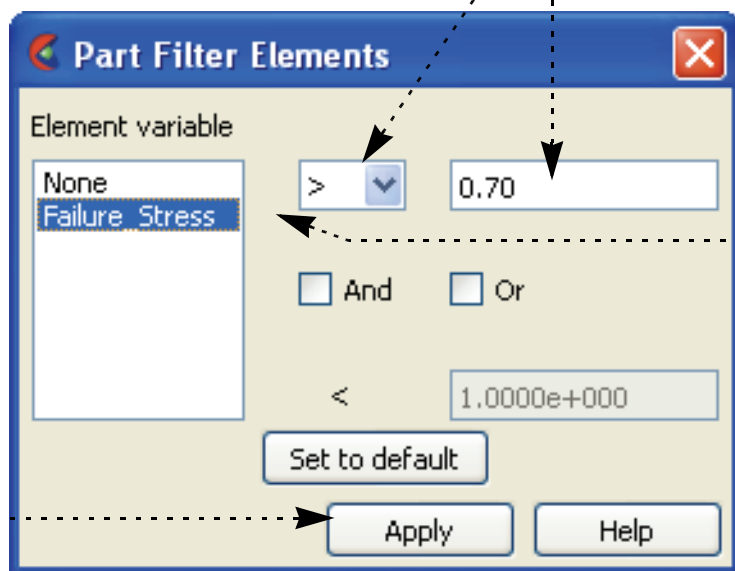 Part Filter Elements
Element variable
None
Failure_Stress
> 0.70
And Or
< 1.0000e+000
Set to default
Apply Help